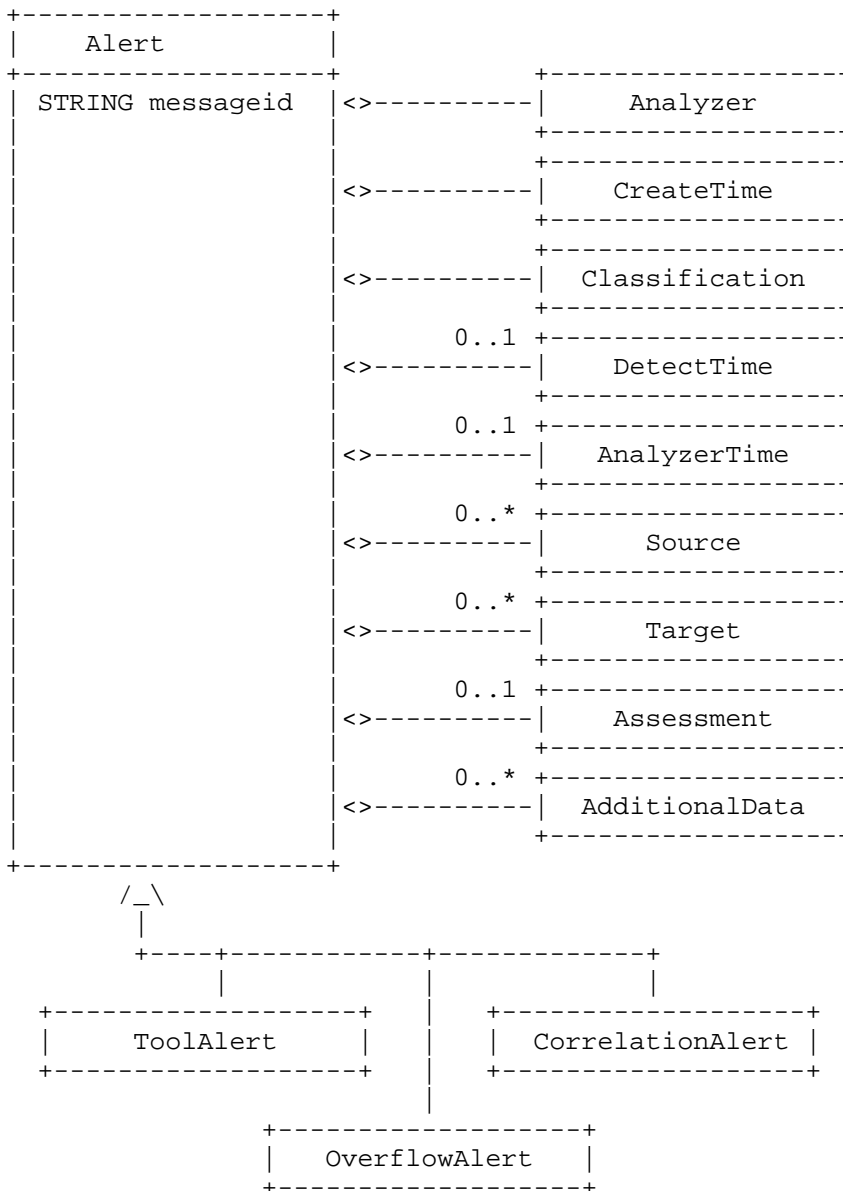 Alert
STRING messageid
Analyzer
CreateTime
Classification
0..1
DetectTime
0..1
AnalyzerTime
0..*
Source
0..*
Target
0..1
Assessment
0..*
AdditionalData
ToolAlert
CorrelationAlert
OverflowAlert